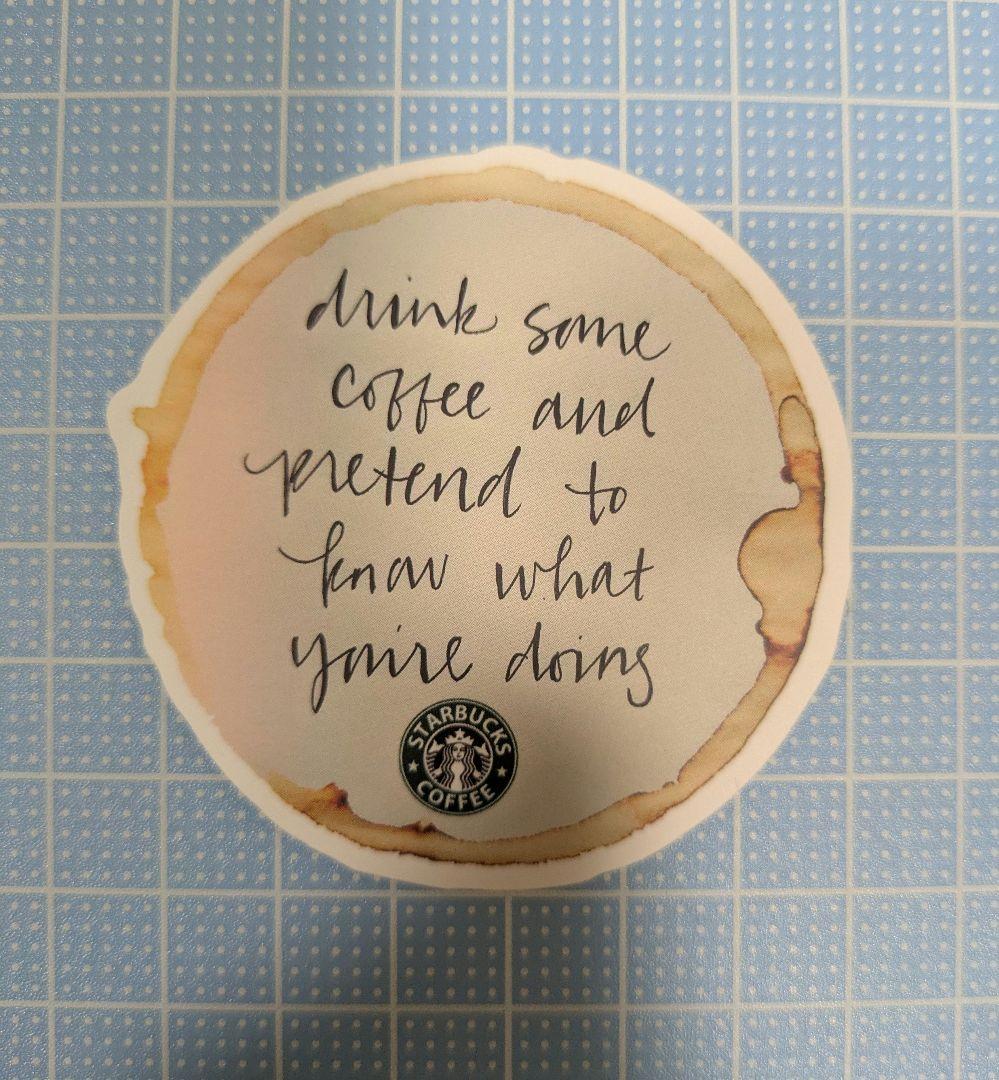 drink some
coffee and
pretend to
know what
you're doing
STARBUCKS
COFFEE